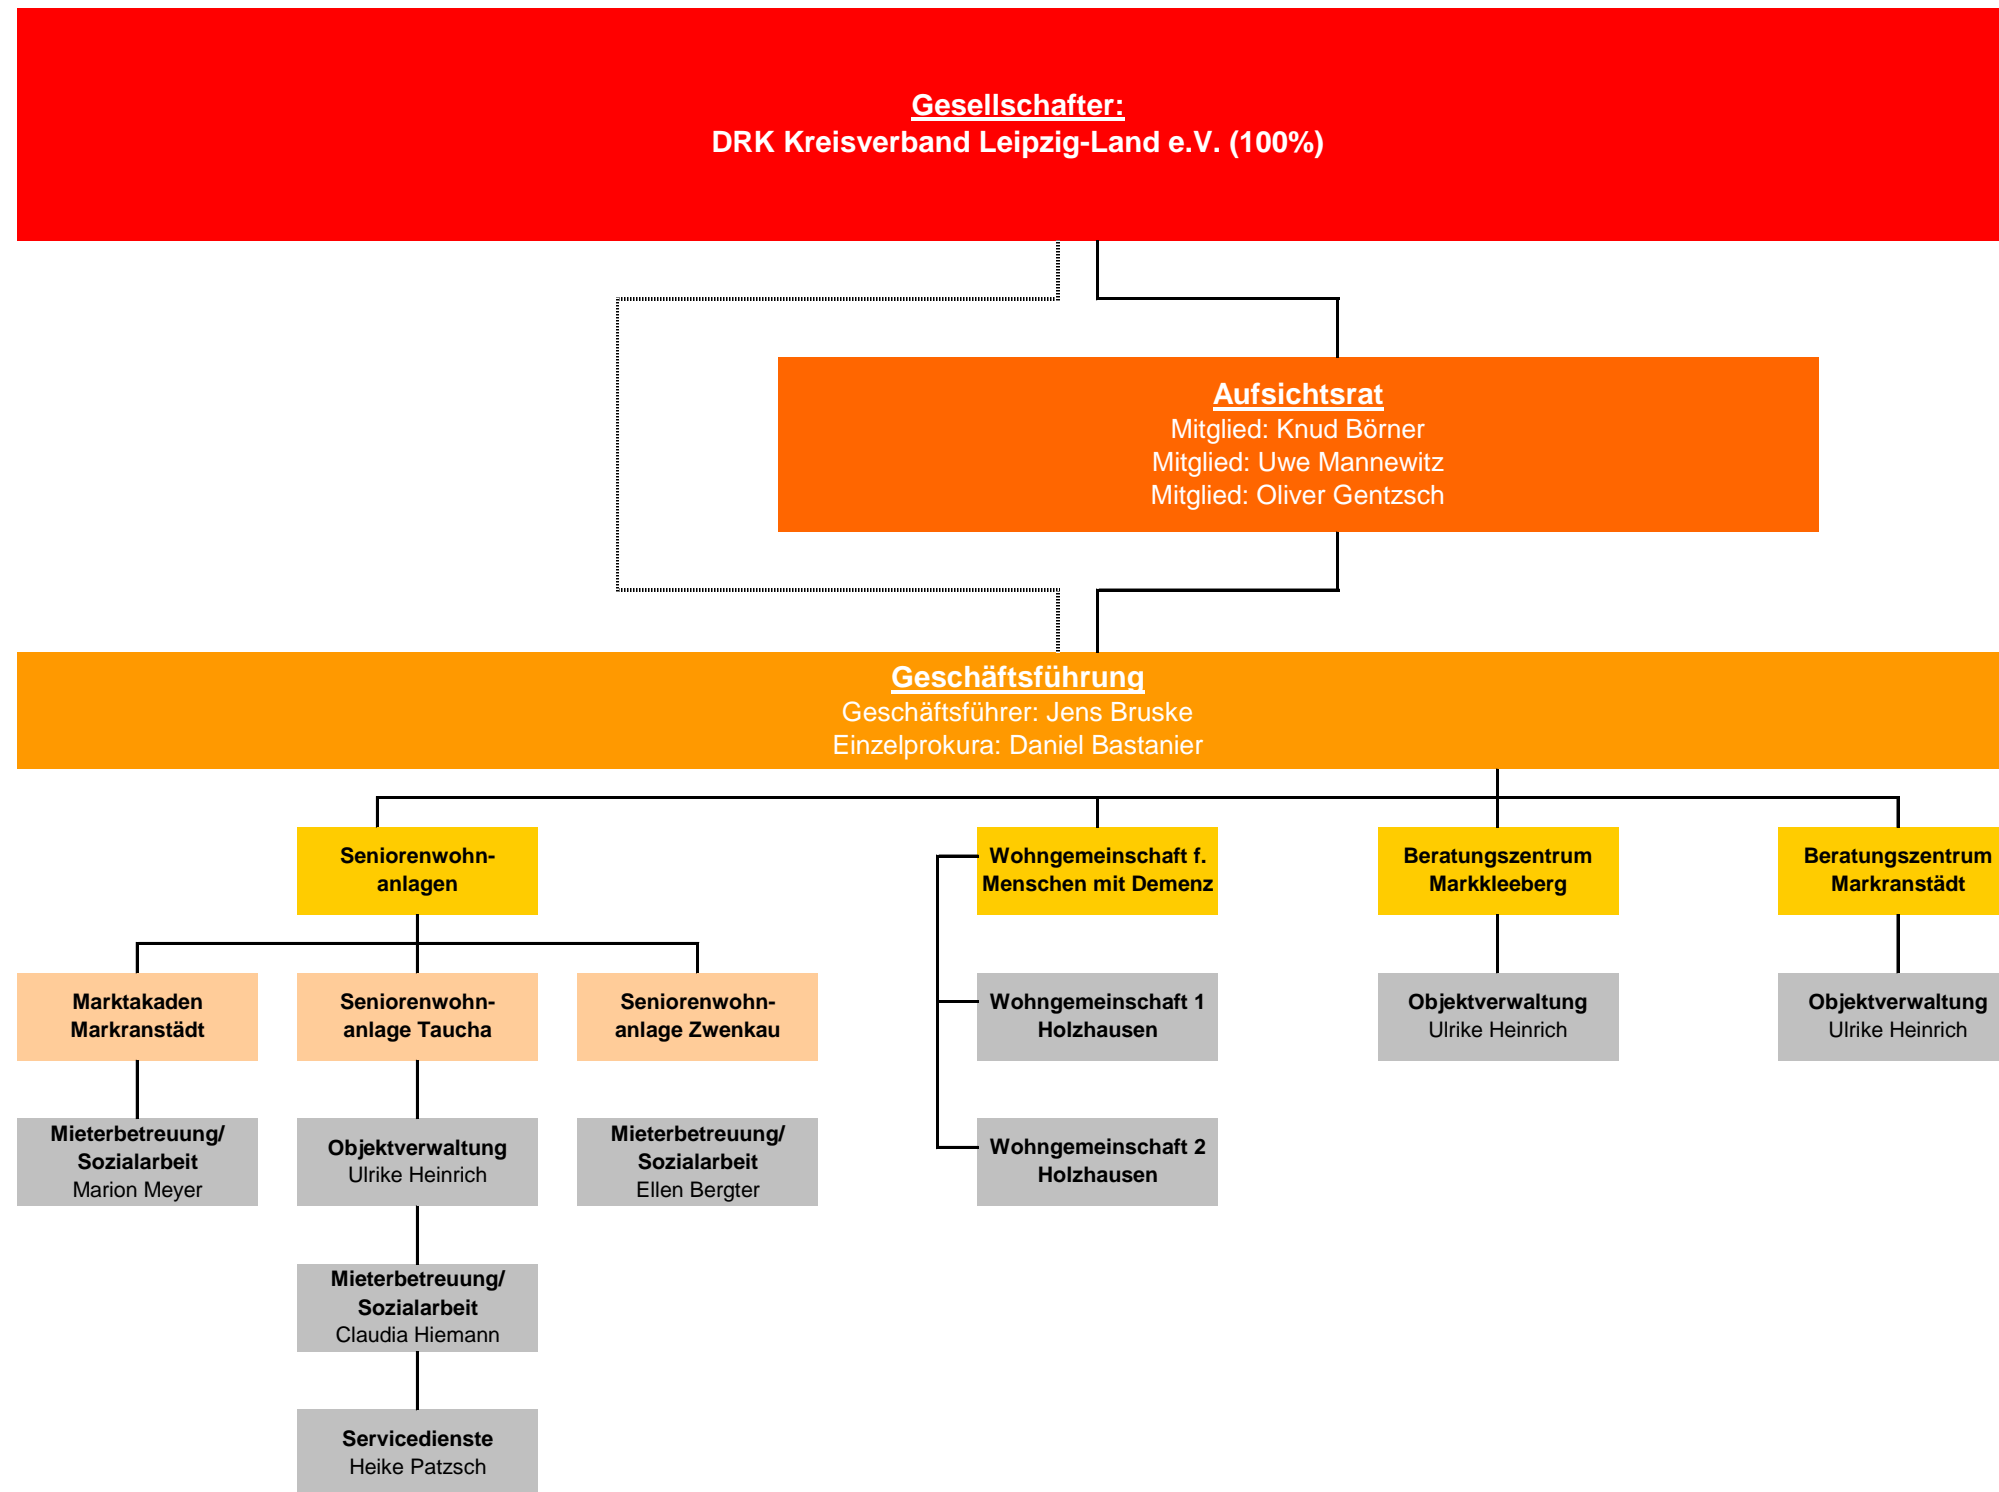 Gesellschafter:
DRK Kreisverband Leipzig-Land e.V. (100%)
Aufsichtsrat
Mitglied: Knud Börner
Mitglied: Uwe Mannewitz
Mitglied: Oliver Gentzsch
Geschäftsführung
Geschäftsführer: Jens Bruske
Einzelprokura: Daniel Bastanier
Seniorenwohn-
anlagen
Wohngemeinschaft f.
Menschen mit Demenz
Beratungszentrum
Markkleeberg
Beratungszentrum
Markranstädt
Marktakaden
Markranstädt
Seniorenwohn-
anlage Taucha
Seniorenwohn-
anlage Zwenkau
Wohngemeinschaft 1
Holzhausen
Objektverwaltung
Ulrike Heinrich
Objektverwaltung
Ulrike Heinrich
Mieterbetreuung/
Sozialarbeit
Marion Meyer
Objektverwaltung
Ulrike Heinrich
Mieterbetreuung/
Sozialarbeit
Ellen Bergter
Wohngemeinschaft 2
Holzhausen
Mieterbetreuung/
Sozialarbeit
Claudia Hiemann
Servicedienste
Heike Patzsch